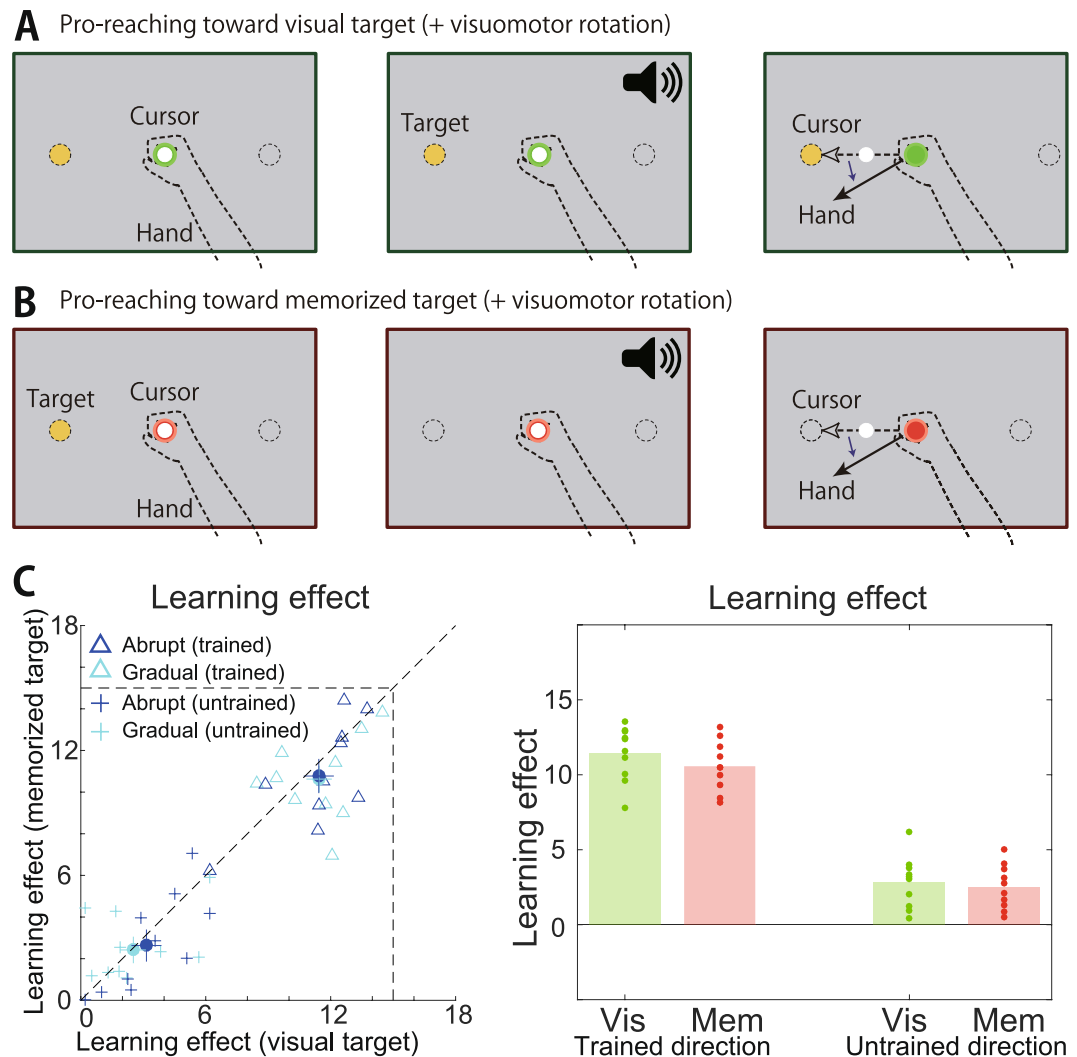 A Pro-reaching toward visual target (+ visuomotor rotation)
Cursor
Hand
Target
Cursor
Hand
B Pro-reaching toward memorized target (+ visuomotor rotation)
Target
Cursor
Hand
Cursor
Hand
C
Learning effect
Learning effect (memorized target)
18
12
6
0
Abrupt (trained)
Gradual (trained)
Abrupt (untrained)
Gradual (untrained)
0 6 12 18
Learning effect (visual target)
Learning effect
Learning effect
15
10
5
0
Vis Mem Vis Mem
Trained direction Untrained direction